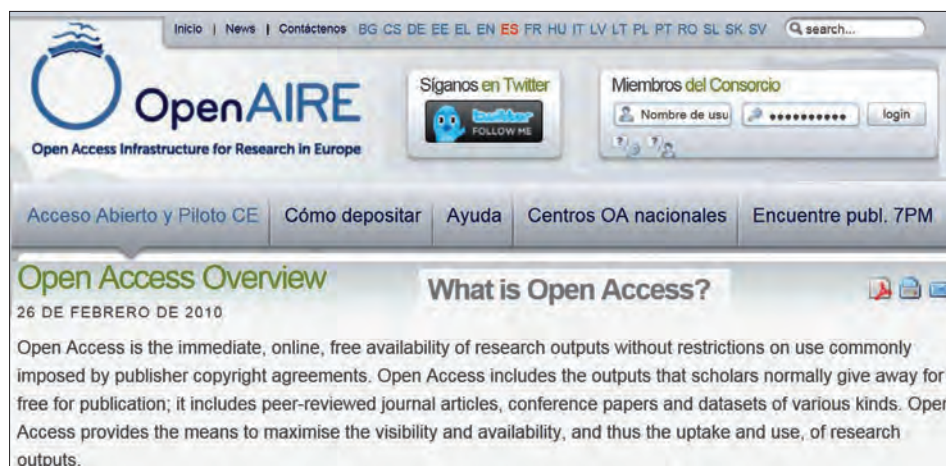 Inicio | News | Contáctenos BG CS DE EE EL EN ES FR HU IT LV LT PL PT RO SL SK SV search...
OpenAIRE
Open Access Infrastructure for Research in Europe
Síganos en Twitter
twitter
FOLLOW ME
Miembros del Consorcio
Nombre de usu
login
Acceso Abierto y Piloto CE Cómo depositar Ayuda Centros OA nacionales Encuentre publ. 7PM
Open Access Overview
What is Open Access?
26 DE FEBRERO DE 2010
Open Access is the immediate, online, free availability of research outputs without restrictions on use commonly
imposed by publisher copyright agreements. Open Access includes the outputs that scholars normally give away for
free for publication; it includes peer-reviewed journal articles, conference papers and datasets of various kinds. Open
Access provides the means to maximise the visibility and availability, and thus the uptake and use, of research
outputs.